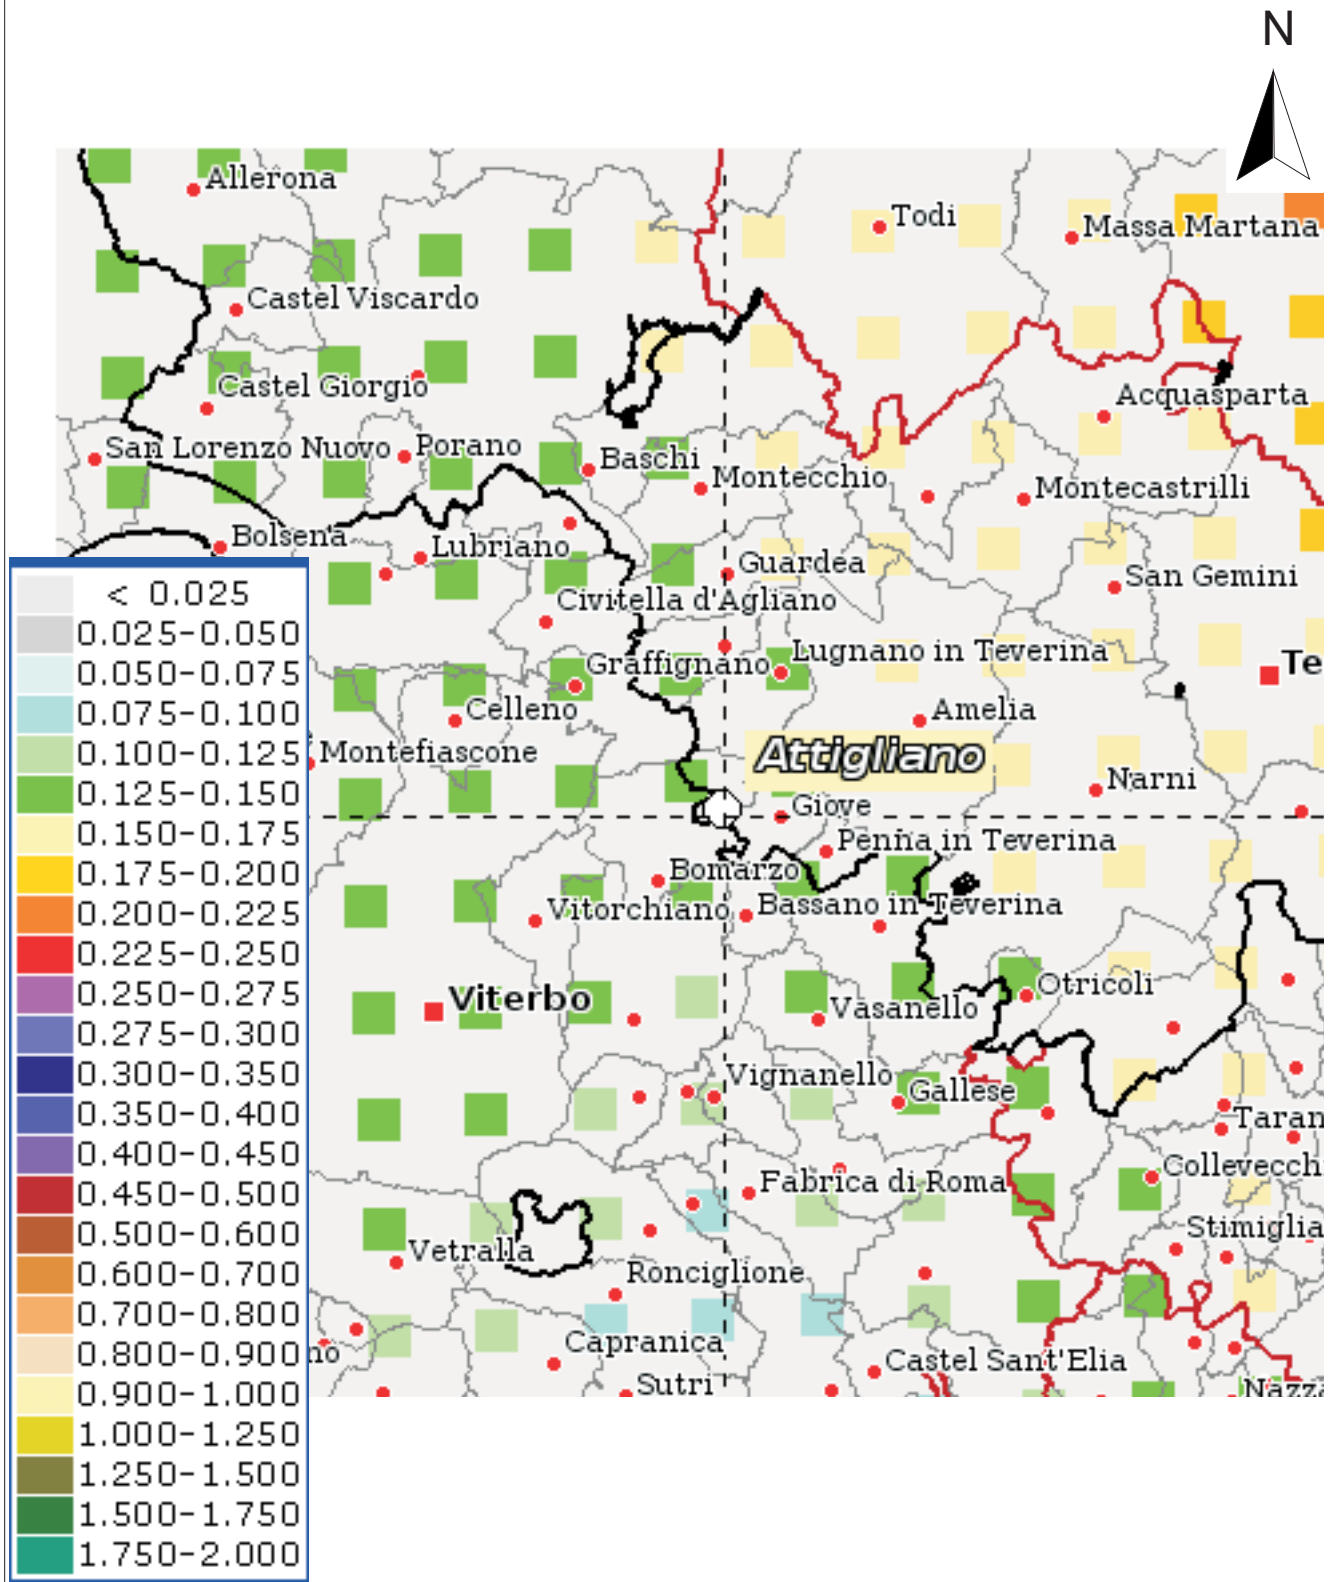 N
Allerona
Todi
Massa Martana
Castel Viscardo
Castel Giorgio
Acquasparta
San Lorenzo Nuovo
Porano
Baschi
Montecchio
Montecastrilli
Bolsena
Lubriano
Guardea
San Gemini
Civitella d'Agliano
Graffignano
Lugnano in Teverina
Te
Celleno
Amelia
Montefiascone
Attigliano
Narni
Giove
Penna in Teverina
Bomarzo
Vitorchiano
Bassano in Teverina
Viterbo
Otricoli
Vasanello
Vignanello
Gallese
Taran
Collevecch
Fabrica di Roma
Stimiglia
Vetralla
Ronciglione
Capranica
no
Castel Sant'Elia
Sutri
Nazza
< 0.025
0.025-0.050
0.050-0.075
0.075-0.100
0.100-0.125
0.125-0.150
0.150-0.175
0.175-0.200
0.200-0.225
0.225-0.250
0.250-0.275
0.275-0.300
0.300-0.350
0.350-0.400
0.400-0.450
0.450-0.500
0.500-0.600
0.600-0.700
0.700-0.800
0.800-0.900
0.900-1.000
1.000-1.250
1.250-1.500
1.500-1.750
1.750-2.000